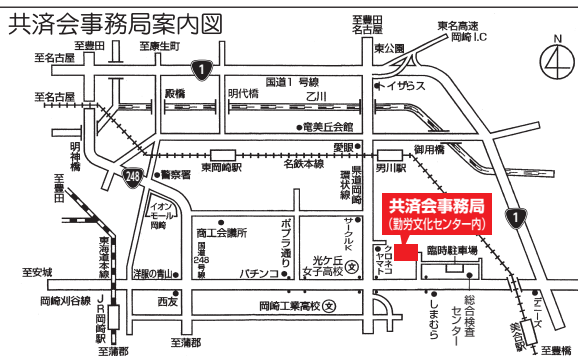 共済会事務局案内図
至豊田
至康生町
至豊田
名古屋
東名高速
岡崎I.C
至名古屋
1
東公園
N
国道1号線
トイザらス
至名古屋
殿橋
明代橋
乙川
竜美丘会館
明神橋
愛眼
御用橋
東岡崎駅
名鉄本線
男川駅
248
警察署
県道岡崎
環状線
至豊田
イオン
モール
岡崎
共済会事務局
(勤労文化センター内)
1
東海道本線
商工会議所
ポプラ通り
サークルK
国道248号線
光ケ丘
女子高校
文
クロネコ
ヤマト
臨時駐車場
至安城
洋服の青山
パチンコ
岡崎刈谷線
JR岡崎駅
西友
岡崎工業高校
文
しまむら
総合検査
センター
デニーズ
美合駅
至蒲郡
至蒲郡
至豊橋